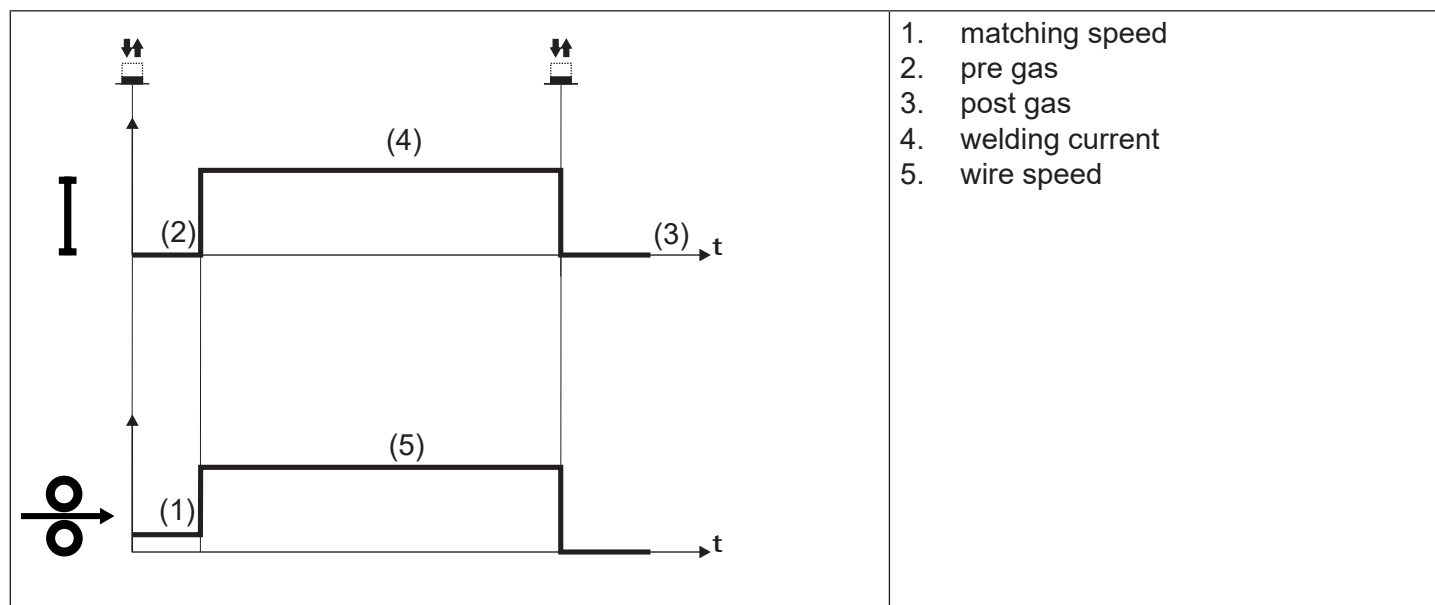 (4)
(2)
(3)
t
(5)
(1)
t
1. matching speed
2. pre gas
3. post gas
4. welding current
5. wire speed